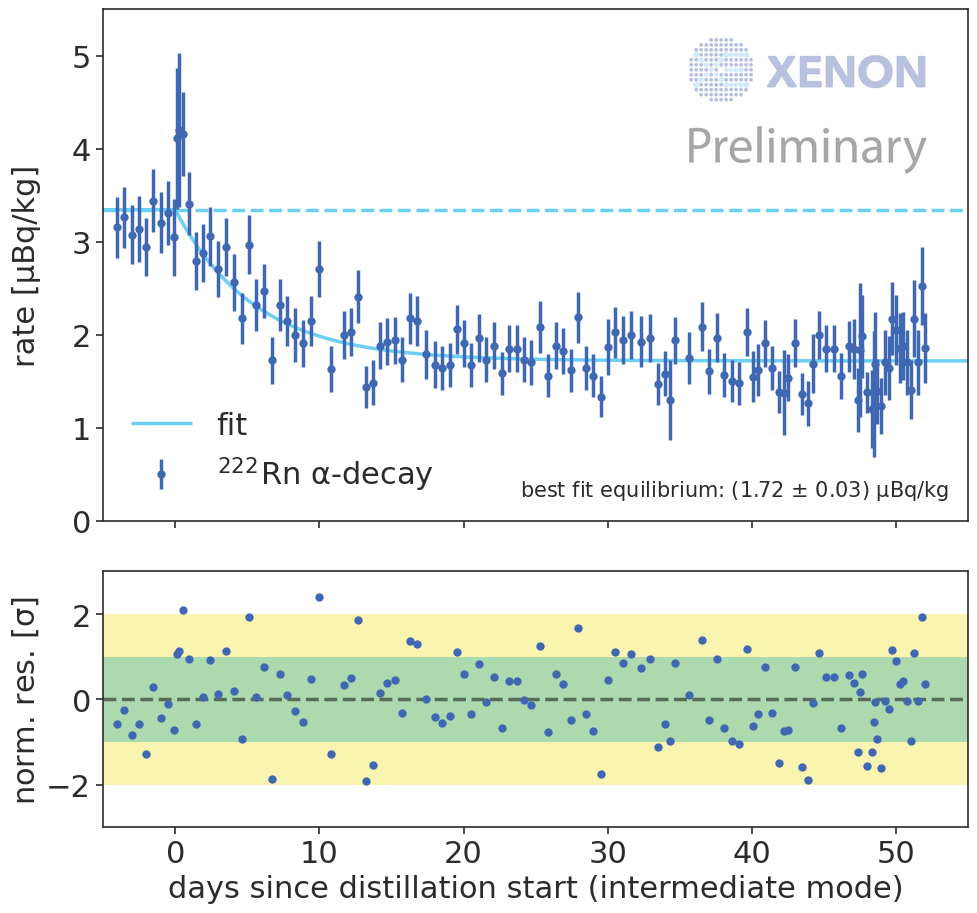 5
4
3
2
1
0
rate [µBq/kg]
XENON
Preliminary
fit
²²²Rn α-decay
best fit equilibrium: (1.72 ± 0.03) µBq/kg
2
0
−2
norm. res. [σ]
0 10 20 30 40 50
days since distillation start (intermediate mode)